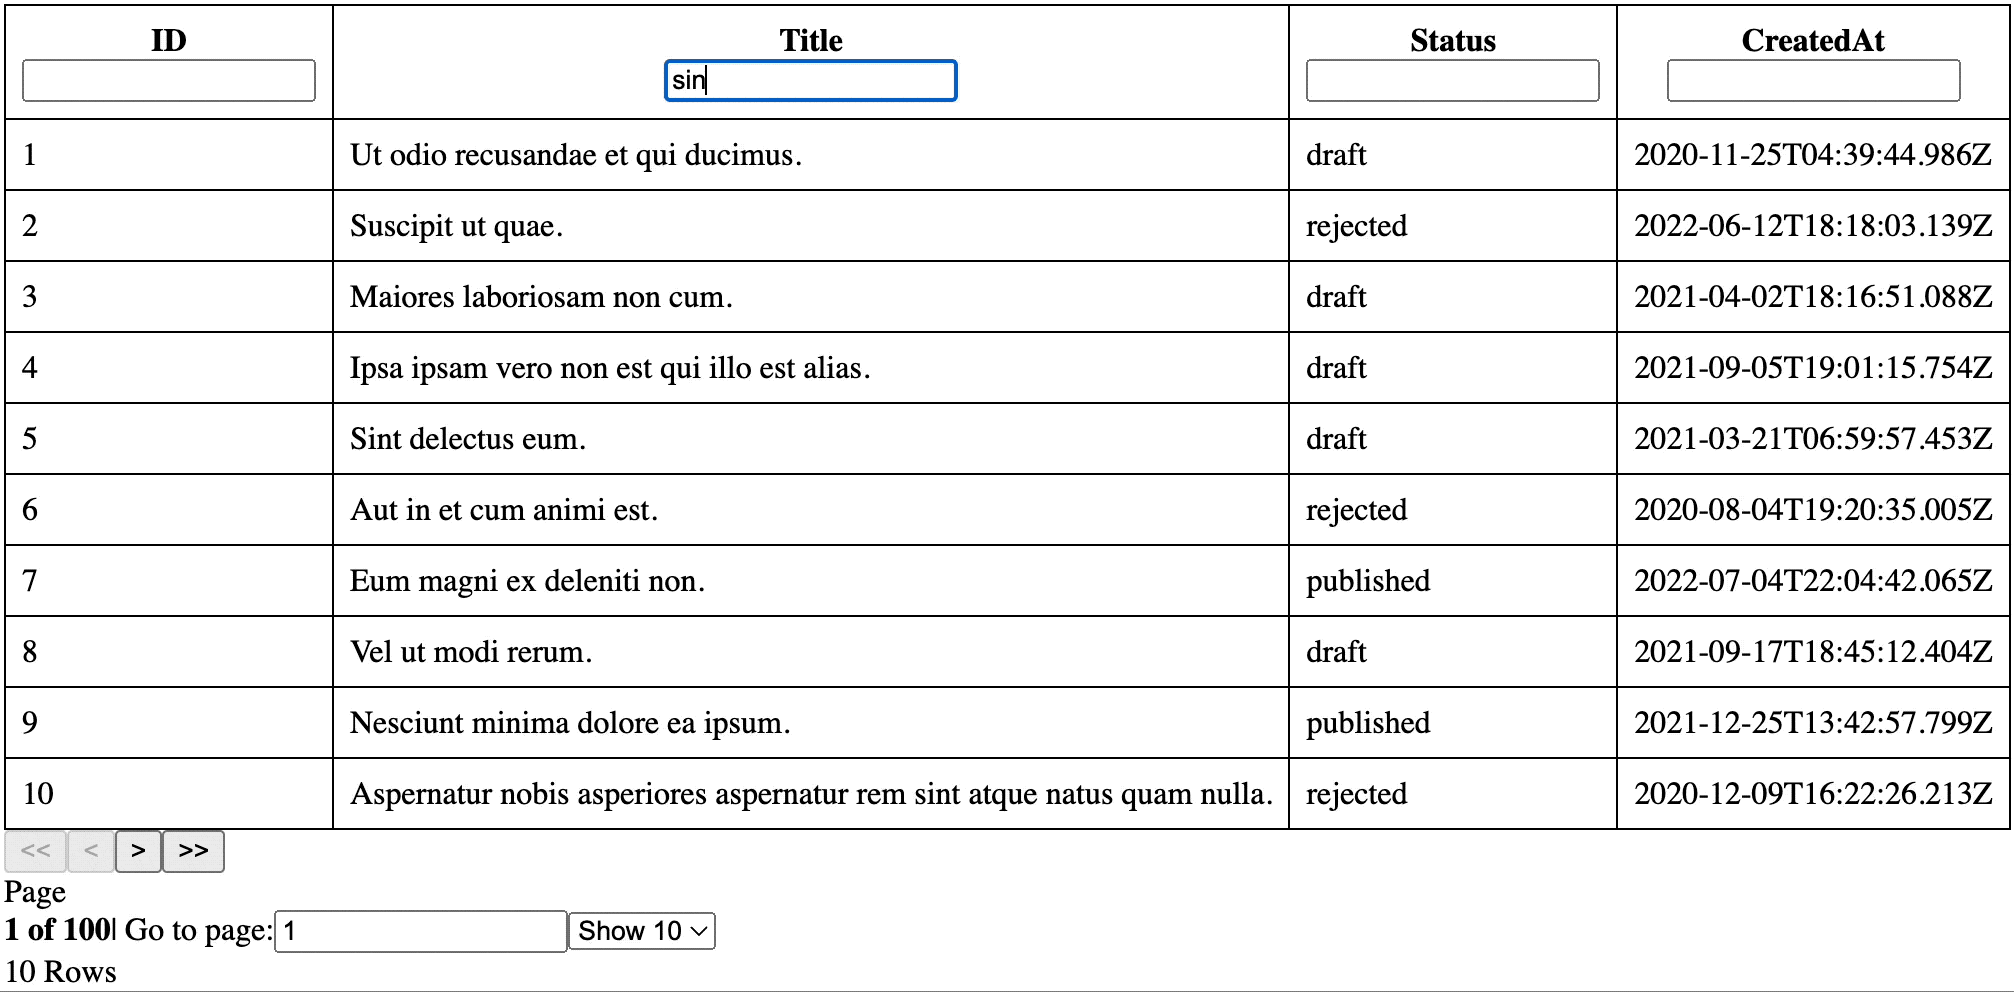 ID Title Status CreatedAt
sin
1 Ut odio recusandae et qui ducimus. draft 2020-11-25T04:39:44.986Z
2 Suscipit ut quae. rejected 2022-06-12T18:18:03.139Z
3 Maiores laboriosam non cum. draft 2021-04-02T18:16:51.088Z
4 Ipsa ipsam vero non est qui illo est alias. draft 2021-09-05T19:01:15.754Z
5 Sint delectus eum. draft 2021-03-21T06:59:57.453Z
6 Aut in et cum animi est. rejected 2020-08-04T19:20:35.005Z
7 Eum magni ex deleniti non. published 2022-07-04T22:04:42.065Z
8 Vel ut modi rerum. draft 2021-09-17T18:45:12.404Z
9 Nesciunt minima dolore ea ipsum. published 2021-12-25T13:42:57.799Z
10 Aspernatur nobis asperiores aspernatur rem sint atque natus quam nulla. rejected 2020-12-09T16:22:26.213Z
<< < > >>
Page
1 of 100| Go to page: 1 Show 10
10 Rows